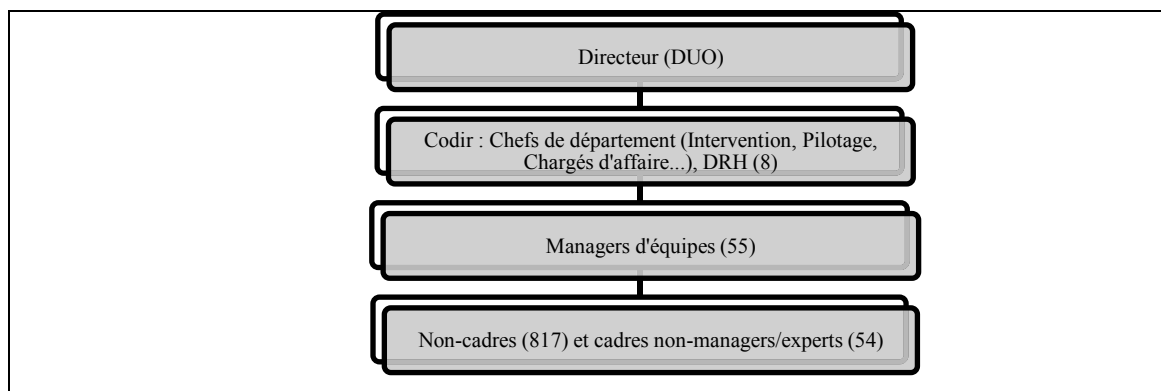 Directeur (DUO)
Codir : Chefs de département (Intervention, Pilotage,
Chargés d'affaire...), DRH (8)
Managers d'équipes (55)
Non-cadres (817) et cadres non-managers/experts (54)